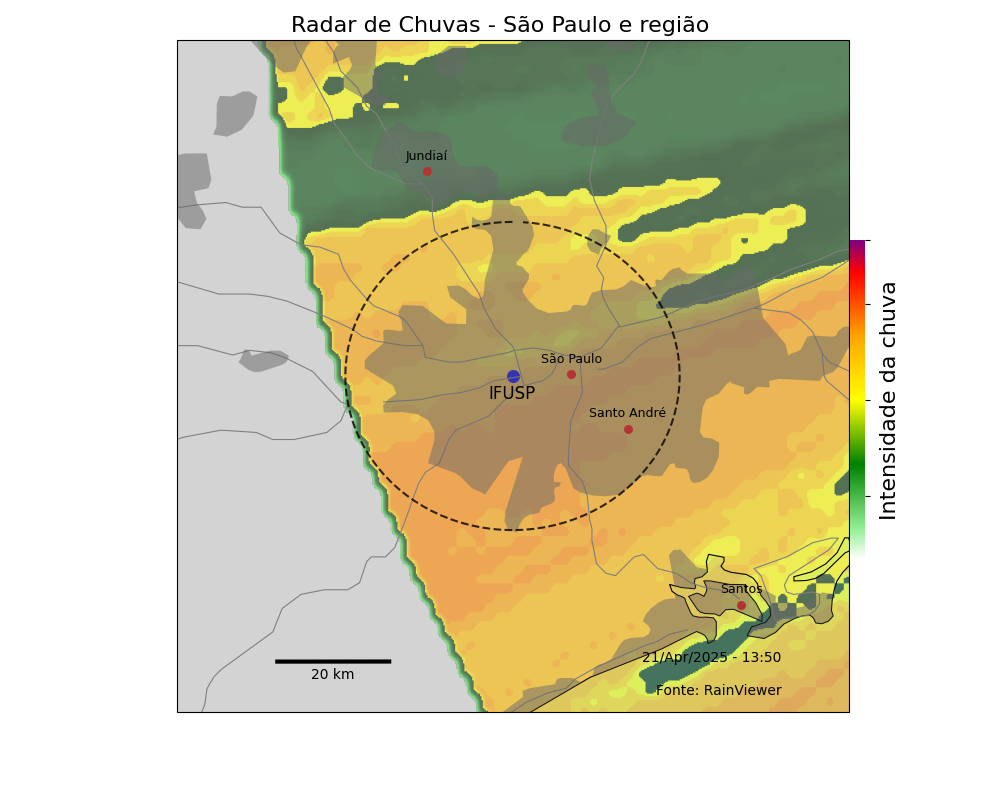 Radar de Chuvas - São Paulo e região
Jundiaí
São Paulo
IFUSP
Santo André
Santos
21/Apr/2025 - 13:50
20 km
Fonte: RainViewer
Intensidade da chuva